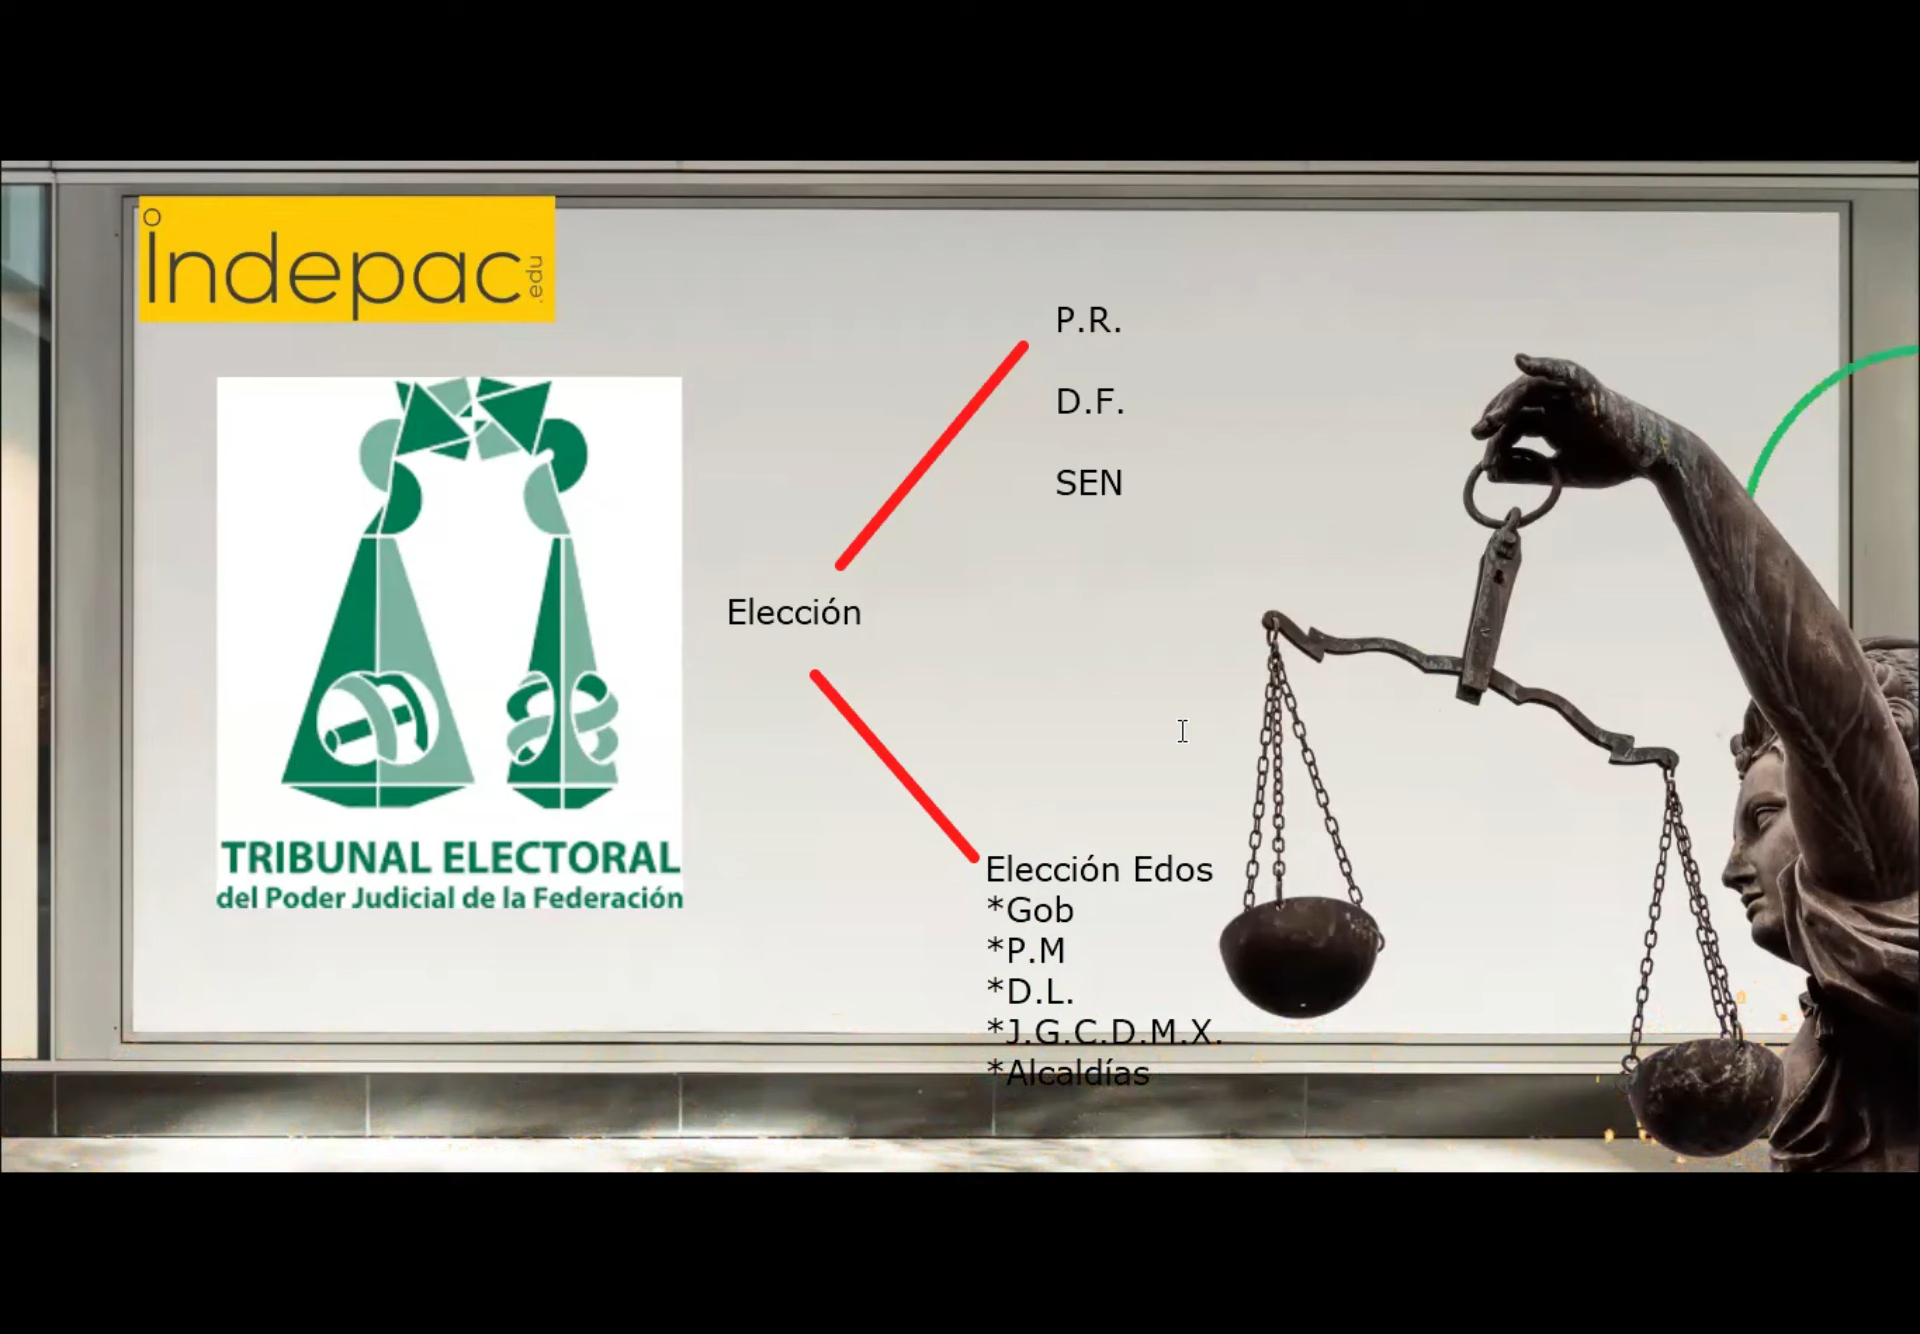 indepac
.edu
P.R.
D.F.
SEN
Elección
TRIBUNAL ELECTORAL
del Poder Judicial de la Federación
Elección Edos
*Gob
*P.M
*D.L.
*J.G.C.D.M.X.
*Alcaldías